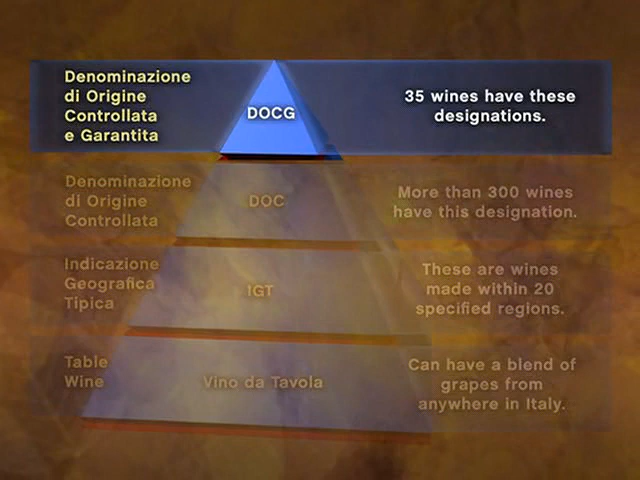 Denominazione
di Origine
Controllata
e Garantita
DOCG
35 wines have these
designations.
Denominazione
di Origine
Controllata
DOC
More than 300 wines
have this designation.
Indicazione
Geografica
Tipica
IGT
These are wines
made within 20
specified regions.
Table
Wine
Vino da Tavola
Can have a blend of
grapes from
anywhere in Italy.